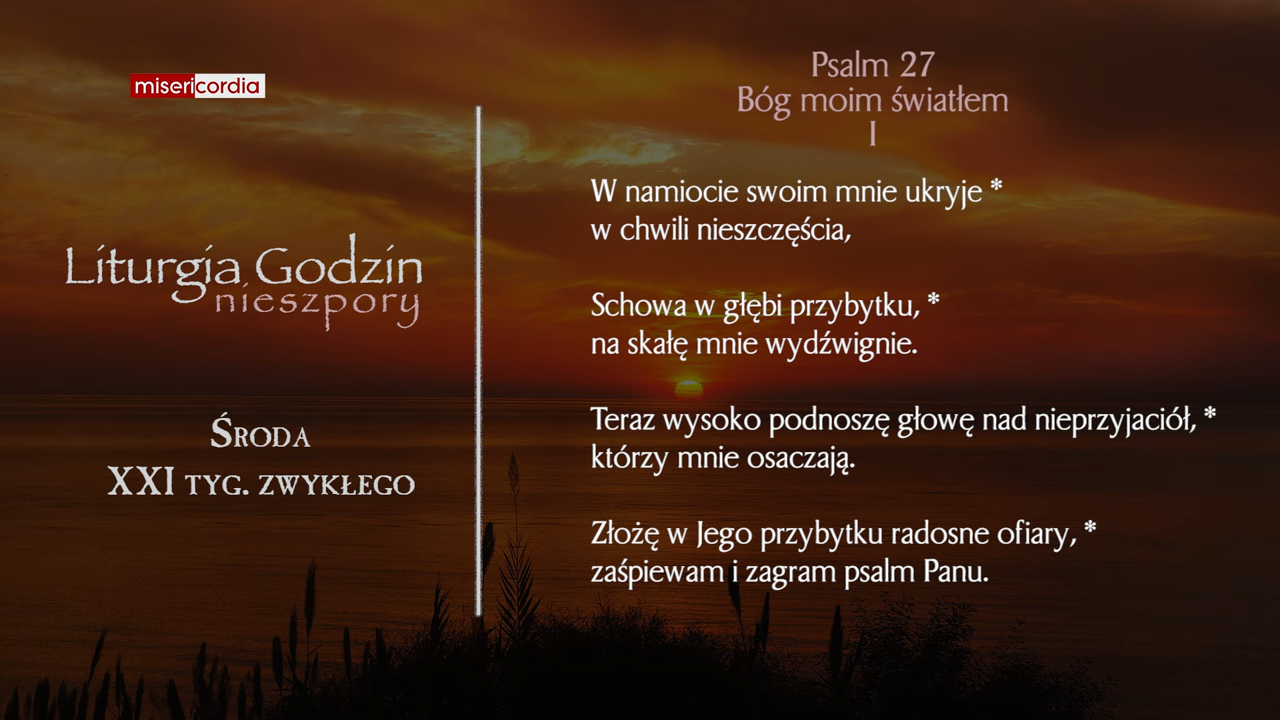 misericordia
Liturgia Godzin
nieszpory
Środa
XXI tyg. zwykłego
Psalm 27
Bóg moim światłem
I
W namiocie swoim mnie ukryje *
w chwili nieszczęścia,
Schowa w głębi przybytku, *
na skałę mnie wydźwignie.
Teraz wysoko podnoszę głowę nad nieprzyjaciół, *
którzy mnie osaczają.
Złożę w Jego przybytku radosne ofiary, *
zaśpiewam i zagram psalm Panu.